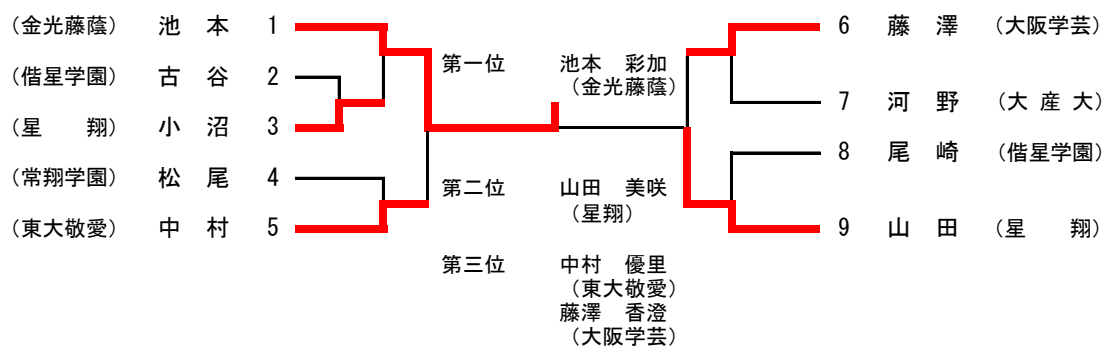 （金光藤蔭） 池 本 1
（偕星学園） 古 谷 2
（星 翔） 小 沼 3
（常翔学園） 松 尾 4
（東大敬愛） 中 村 5
第一位 池本 彩加
（金光藤蔭）
第二位 山田 美咲
（星翔）
第三位 中村 優里
（東大敬愛）
藤澤 香澄
（大阪学芸）
6 藤 澤 （大阪学芸）
7 河 野 （大 産 大）
8 尾 崎 （偕星学園）
9 山 田 （星 翔）